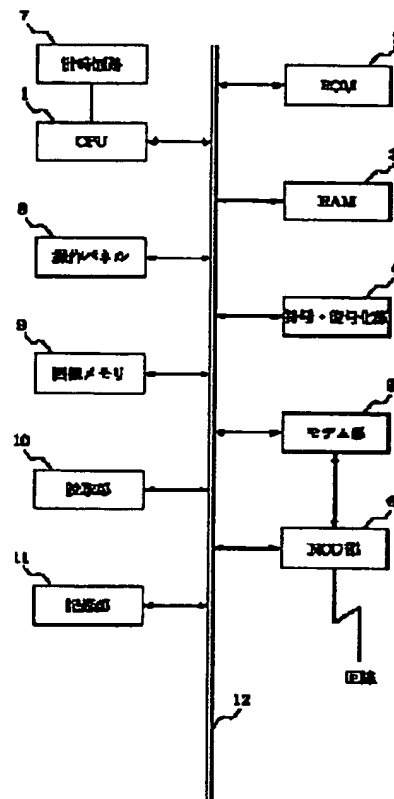 7
計時回路
1
CPU
8
操作パネル
9
画像メモリ
10
読取部
11
記録部
ROM
RAM
符号・復号化部
5
モデム部
6
NCU部
回線
12